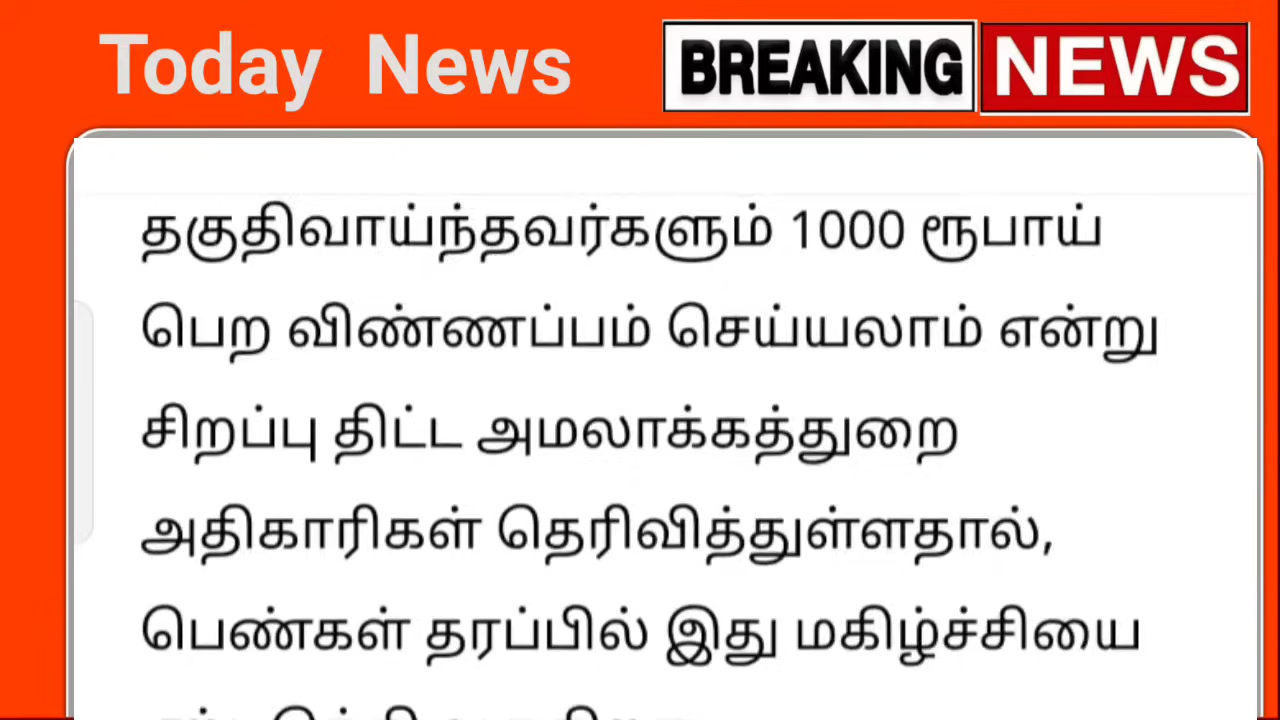 Today News
BREAKING NEWS
தகுதிவாய்ந்தவர்களும் 1000 ரூபாய்
பெற விண்ணப்பம் செய்யலாம் என்று
சிறப்பு திட்ட அமலாக்கத்துறை
அதிகாரிகள் தெரிவித்துள்ளதால்,
பெண்கள் தரப்பில் இது மகிழ்ச்சியை